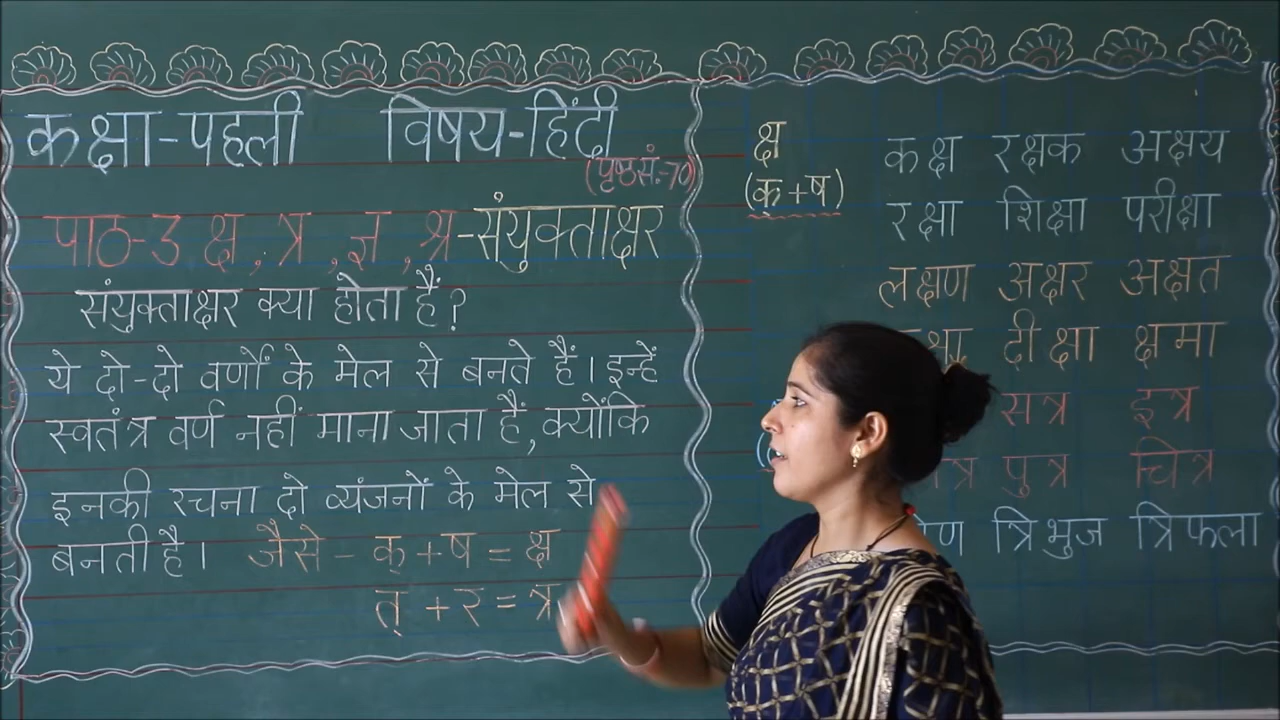 कक्षा-पहली विषय-हिंदी
(पृष्ठ सं.-70)
पाठ-3 क्ष, त्र, ज्ञ, श्र-संयुक्ताक्षर
संयुक्ताक्षर क्या होता हैं?
ये दो-दो वर्णों के मेल से बनते हैं। इन्हें
स्वतंत्र वर्ण नहीं माना जाता है, क्योंकि
इनकी रचना दो व्यंजनों के मेल से
बनती है। जैसे - क् + ष = क्ष
त् + र = त्र
क्ष
(क् + ष)
कक्ष रक्षक अक्षय
रक्षा शिक्षा परीक्षा
लक्षण अक्षर अक्षत
दीक्षा क्षमा
सत्र इत्र
पुत्र चित्र
त्रिभुज त्रिफला